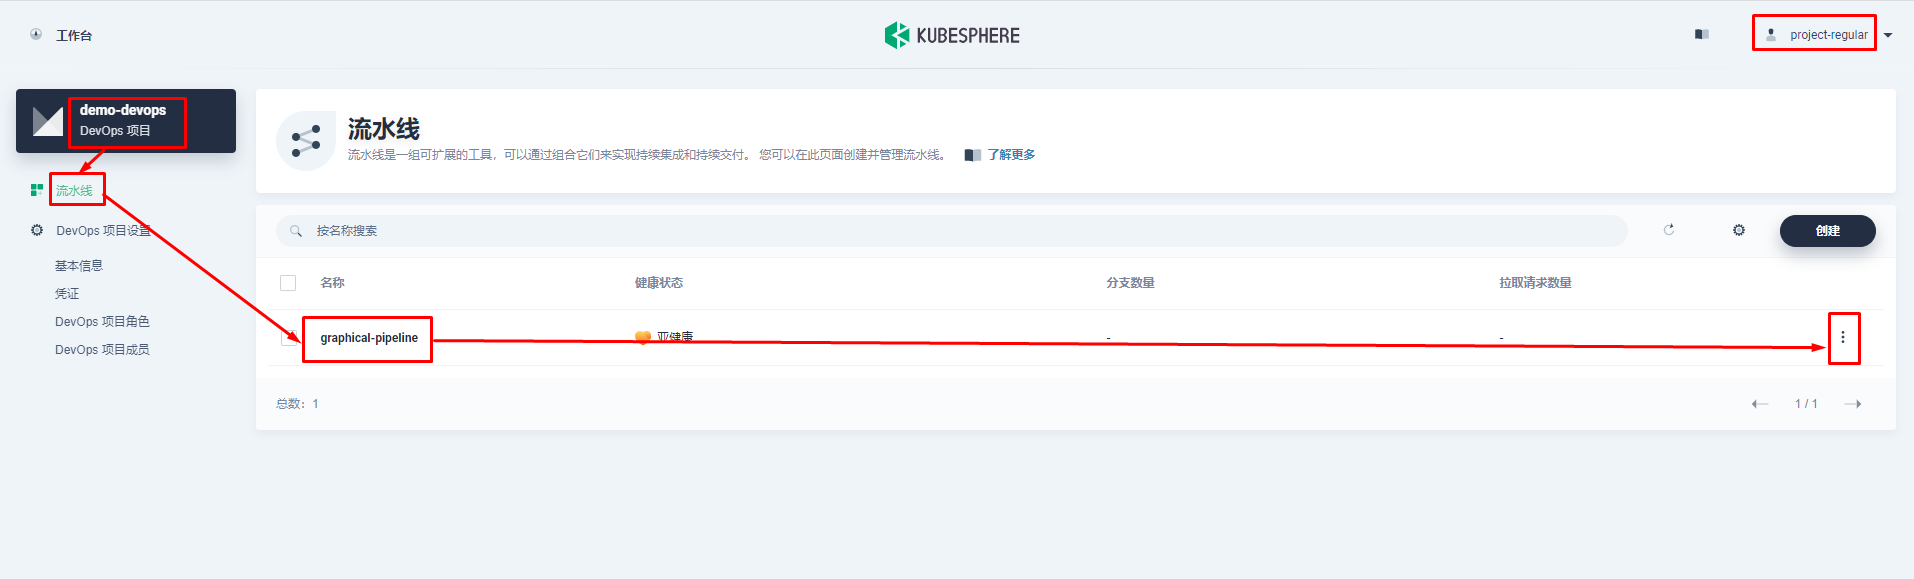 工作台
KUBESPHERE
project-regular
demo-devops
DevOps 项目
流水线
DevOps 项目设置
基本信息
凭证
DevOps 项目角色
DevOps 项目成员
流水线
流水线是一组可扩展的工具，可以通过组合它们来实现持续集成和持续交付。 您可以在此页面创建并管理流水线。 了解更多
按名称搜索
创建
名称 健康状态 分支数量 拉取请求数量
graphical-pipeline 亚健康 - -
总数：1
1 / 1